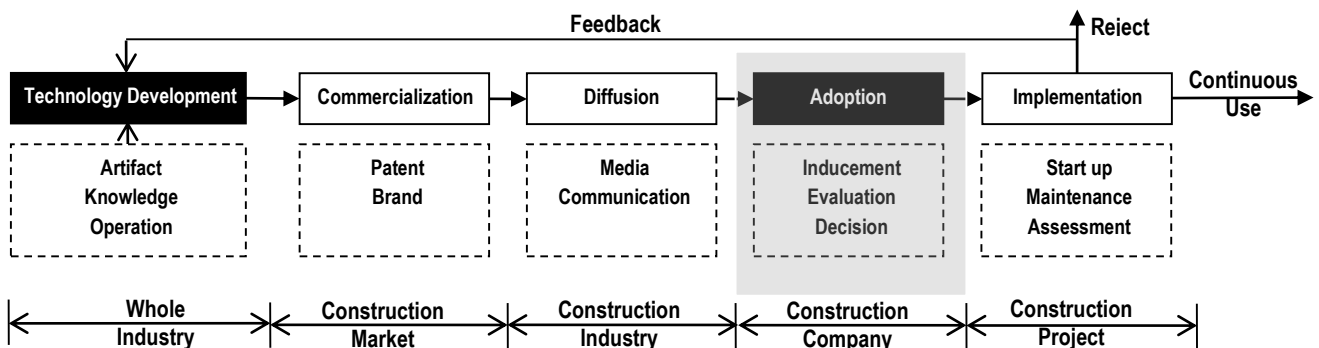 Feedback
Reject
Technology Development
Commercialization
Diffusion
Adoption
Implementation
Continuous
Use
Artifact
Knowledge
Operation
Patent
Brand
Media
Communication
Inducement
Evaluation
Decision
Start up
Maintenance
Assessment
Whole
Industry
Construction
Market
Construction
Industry
Construction
Company
Construction
Project